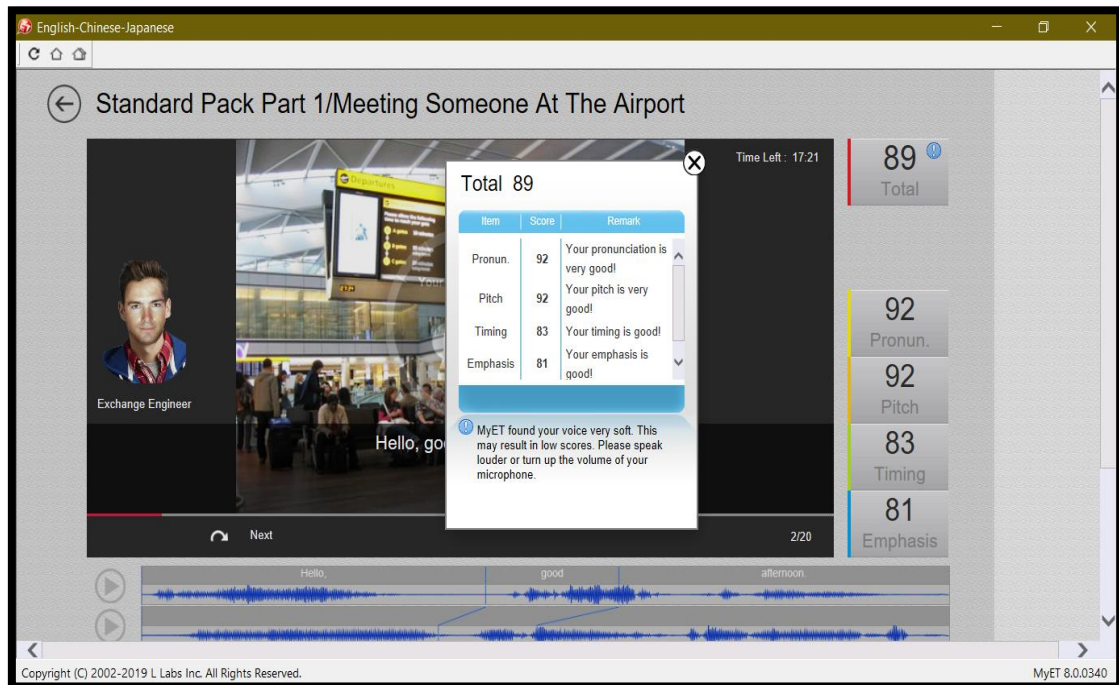 English-Chinese-Japanese
Standard Pack Part 1/Meeting Someone At The Airport
Time Left : 17:21
Departures
Exchange Engineer
Hello, go
Next
2/20
Total 89
Item Score Remark
Pronun. 92 Your pronunciation is
very good!
Pitch 92 Your pitch is very
good!
Timing 83 Your timing is good!
Emphasis 81 Your emphasis is
good!
MyET found your voice very soft. This
may result in low scores. Please speak
louder or turn up the volume of your
microphone.
89
Total
92
Pronun.
92
Pitch
83
Timing
81
Emphasis
Hello, good afternoon.
Copyright (C) 2002-2019 L Labs Inc. All Rights Reserved.
MyET 8.0.0340